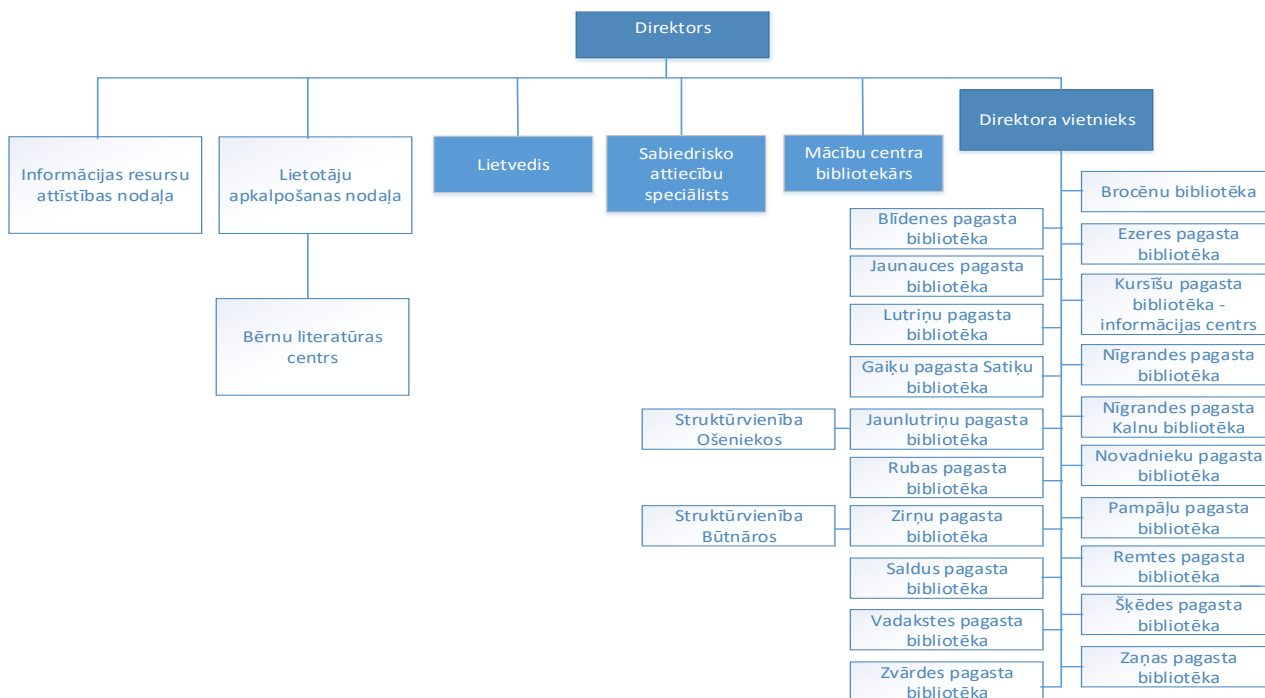 Direktors
Direktora vietnieks
Informācijas resursu
attīstības nodaļa
Lietotāju
apkalpošanas nodaļa
Lietvedis
Sabiedrisko
attiecību
speciālists
Mācību centra
bibliotekārs
Bērnu literatūras
centrs
Brocēnu bibliotēka
Blīdenes pagasta
bibliotēka
Ezeres pagasta
bibliotēka
Jaunauces pagasta
bibliotēka
Kursīšu pagasta
bibliotēka -
informācijas centrs
Lutriņu pagasta
bibliotēka
Nīgrandes pagasta
bibliotēka
Gaiķu pagasta Satiķu
bibliotēka
Nīgrandes pagasta
Kalnu bibliotēka
Struktūrvienība
Ošeniekos
Jaunlutriņu pagasta
bibliotēka
Novadnieku pagasta
bibliotēka
Rubas pagasta
bibliotēka
Pampāļu pagasta
bibliotēka
Struktūrvienība
Būtnāros
Zirņu pagasta
bibliotēka
Remtes pagasta
bibliotēka
Saldus pagasta
bibliotēka
Šķēdes pagasta
bibliotēka
Vadakstes pagasta
bibliotēka
Zaņas pagasta
bibliotēka
Zvārdes pagasta
bibliotēka